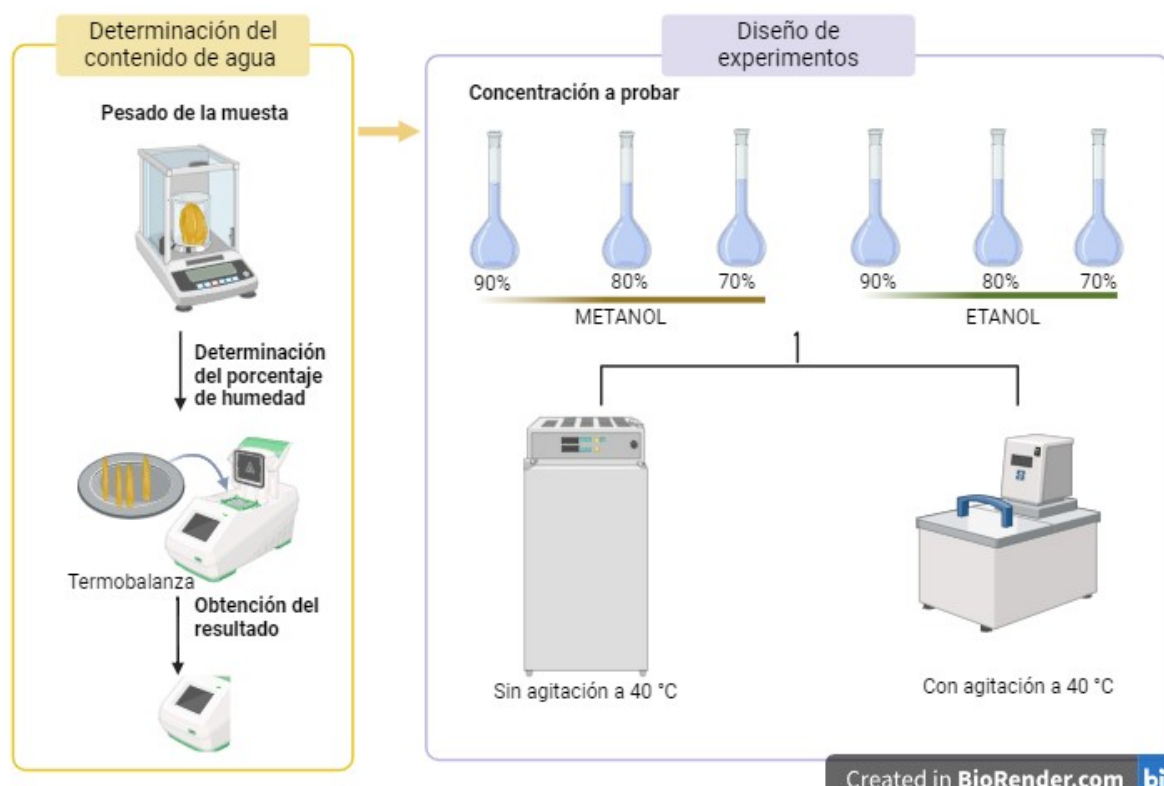 Determinación del
contenido de agua
Pesado de la muesta
Determinación
del porcentaje
de humedad
Termobalanza
Obtención del
resultado
Diseño de
experimentos
Concentración a probar
90%
80%
70%
90%
80%
70%
METANOL
ETANOL
Sin agitación a 40 °C
Con agitación a 40 °C
Created in BioRender.com bi